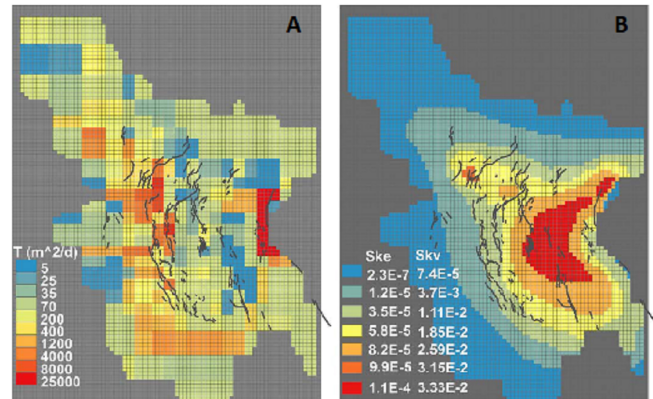 A
B
T (m^2/d)
5
25
35
70
200
400
1200
4000
8000
25000
Ske Skv
2.3E-7 7.4E-5
1.2E-5 3.7E-3
3.5E-5 1.11E-2
5.8E-5 1.85E-2
8.2E-5 2.59E-2
9.9E-5 3.15E-2
1.1E-4 3.33E-2